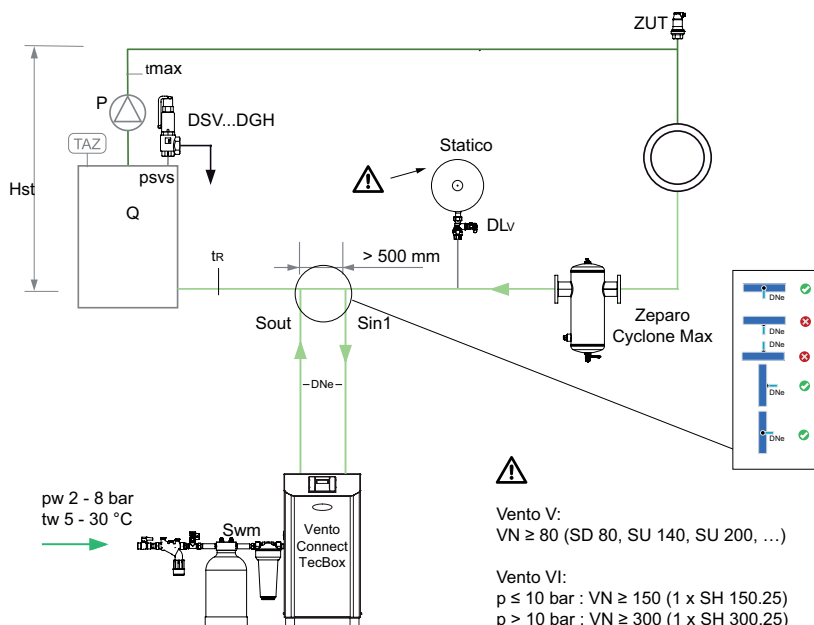 ZUT
tmax
P
DSV...DGH
TAZ
psvs
Hst
Q
Statico
DLv
tR
> 500 mm
Sout
Sin1
Zeparo
Cyclone Max
DNe
DNe
DNe
DNe
DNe
DNe
pw 2 - 8 bar
tw 5 - 30 °C
Swm
Vento
Connect
TecBox
Vento V:
VN ≥ 80 (SD 80, SU 140, SU 200, …)
Vento VI:
p ≤ 10 bar : VN ≥ 150 (1 x SH 150.25)
p > 10 bar : VN ≥ 300 (1 x SH 300.25)